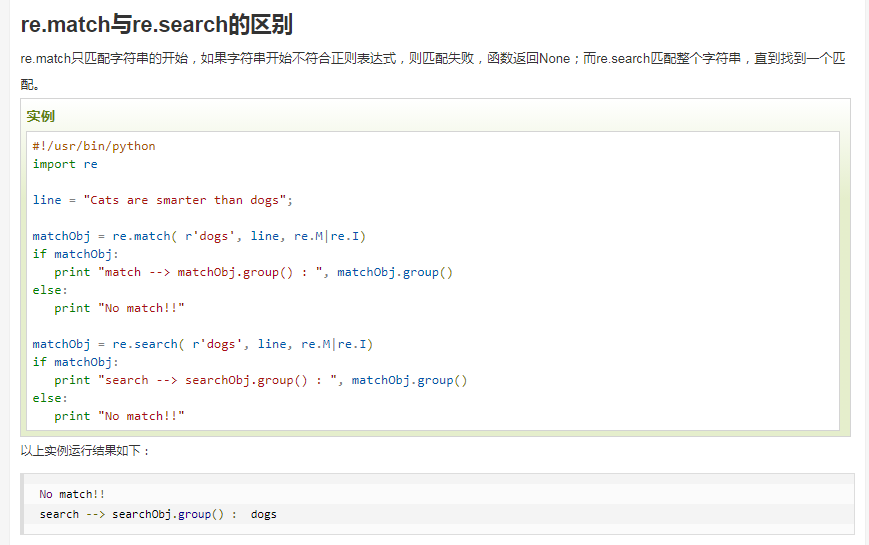 re.match与re.search的区别
re.match只匹配字符串的开始，如果字符串开始不符合正则表达式，则匹配失败，函数返回None；而re.search匹配整个字符串，直到找到一个匹
配。
实例
#!/usr/bin/python
import re
line = "Cats are smarter than dogs";
matchObj = re.match( r'dogs', line, re.M|re.I)
if matchObj:
   print "match --> matchObj.group() : ", matchObj.group()
else:
   print "No match!!"
matchObj = re.search( r'dogs', line, re.M|re.I)
if matchObj:
   print "search --> searchObj.group() : ", matchObj.group()
else:
   print "No match!!"
以上实例运行结果如下：
No match!!
search --> searchObj.group() :  dogs